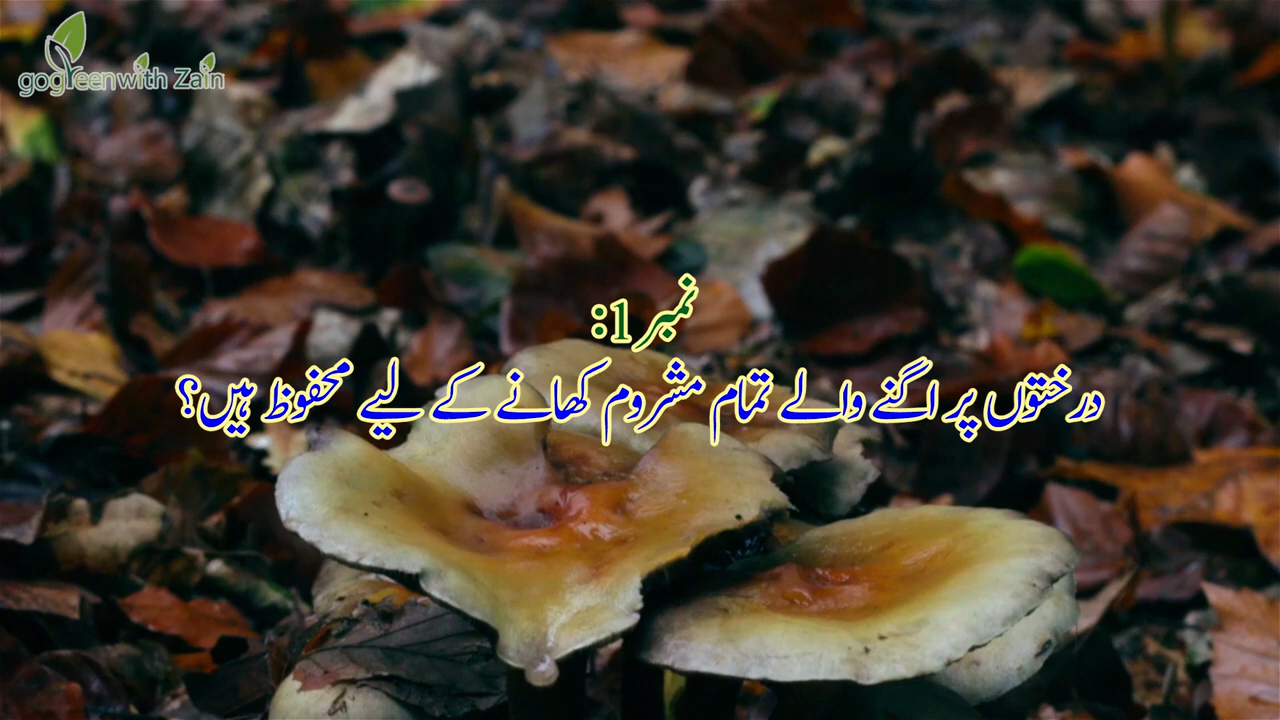 gogreenwith Zain
نمبر 1:
درختوں پر اگنے والے تمام مشروم کھانے کے لیے محفوظ ہیں؟